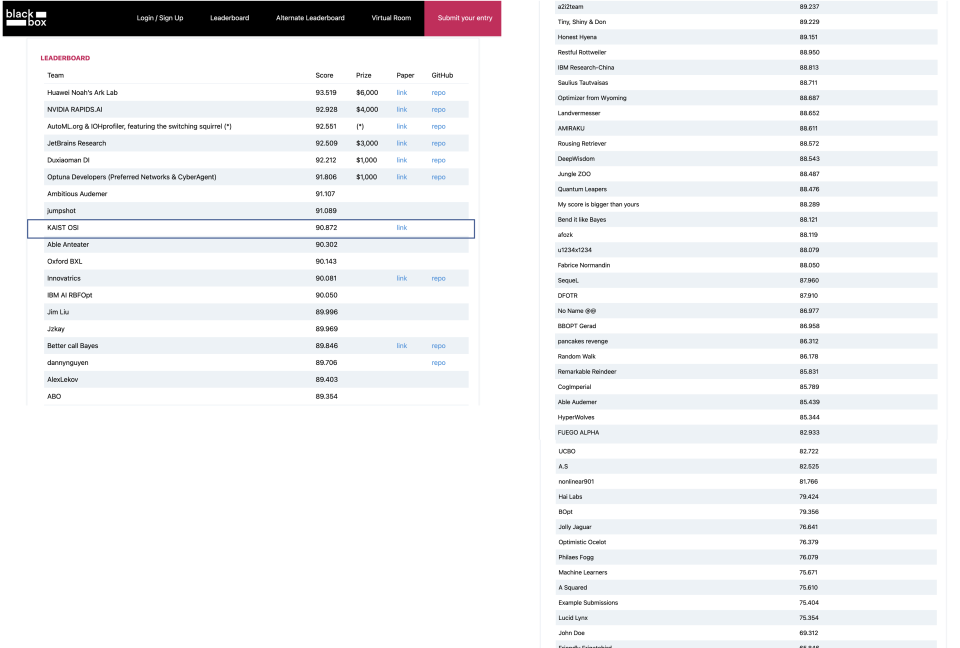 black box
Login / Sign Up Leaderboard Alternate Leaderboard Virtual Room Submit your entry
LEADERBOARD
Team Score Prize Paper GitHub
Huawei Noah's Ark Lab 93.519 $6,000 link repo
NVIDIA RAPIDS.AI 92.928 $4,000 link repo
AutoML.org & IOHprofiler, featuring the switching squirrel (*) 92.551 (*) link repo
JetBrains Research 92.509 $3,000 link repo
Duxiaoman DI 92.212 $1,000 link repo
Optuna Developers (Preferred Networks & CyberAgent) 91.806 $1,000 link repo
Ambitious Audemer 91.107
jumpshot 91.089
KAIST OSI 90.872 link
Able Anteater 90.302
Oxford BXL 90.143
Innovatrics 90.081 link repo
IBM AI RBFOpt 90.050
Jim Liu 89.996
Jzkay 89.969
Better call Bayes 89.846 link repo
dannynguyen 89.706 repo
AlexLekov 89.403
ABO 89.354
a2i2team 89.237
Tiny, Shiny & Don 89.229
Honest Hyena 89.151
Restful Rottweiler 88.950
IBM Research-China 88.813
Saulius Tautvaisas 88.711
Optimizer from Wyoming 88.687
Landvermesser 88.652
AMIRAKU 88.611
Rousing Retriever 88.572
DeepWisdom 88.543
Jungle ZOO 88.487
Quantum Leapers 88.476
My score is bigger than yours 88.289
Bend it like Bayes 88.121
afozk 88.119
u1234x1234 88.079
Fabrice Normandin 88.050
SequeL 87.960
DFOTR 87.910
No Name @@ 86.977
BBOPT Gerad 86.958
pancakes revenge 86.312
Random Walk 86.178
Remarkable Reindeer 85.831
CogImperial 85.789
Able Audemer 85.439
HyperWolves 85.344
FUEGO ALPHA 82.933
UCBO 82.722
A.S 82.525
nonlinear901 81.766
Hai Labs 79.424
BOpt 79.356
Jolly Jaguar 76.641
Optimistic Ocelot 76.379
Philaes Fogg 76.079
Machine Learners 75.671
A Squared 75.610
Example Submissions 75.404
Lucid Lynx 75.354
John Doe 69.312